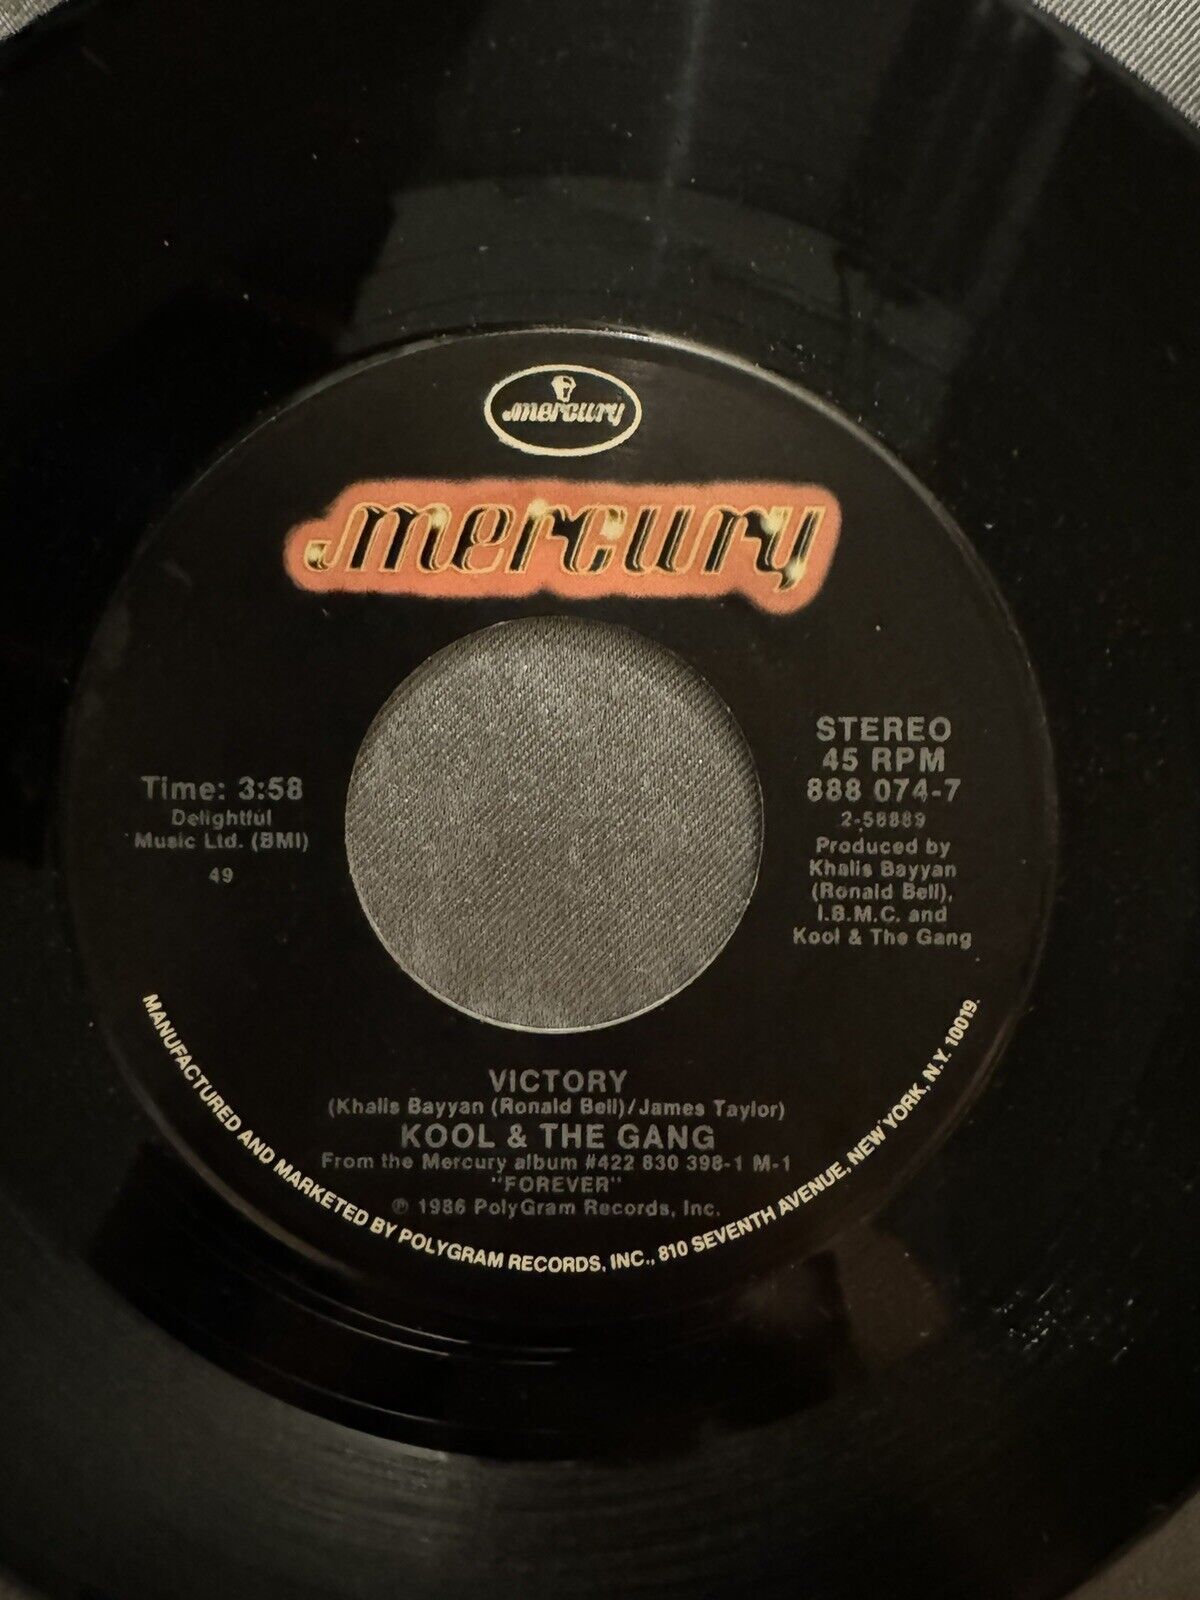 mercury
mercury
STEREO
45 RPM
888 074-7
2-58889
Produced by
Khalis Bayyan
(Ronald Bell),
I.B.M.C. and
Kool & The Gang
Time: 3:58
Delightful
Music Ltd. (BMI)
49
VICTORY
(Khalis Bayyan (Ronald Bell)/James Taylor)
KOOL & THE GANG
From the Mercury album #422 830 398-1 M-1
"FOREVER"
℗ 1986 PolyGram Records, Inc.
MANUFACTURED AND MARKETED BY POLYGRAM RECORDS, INC., 810 SEVENTH AVENUE, NEW YORK, N.Y. 10019.